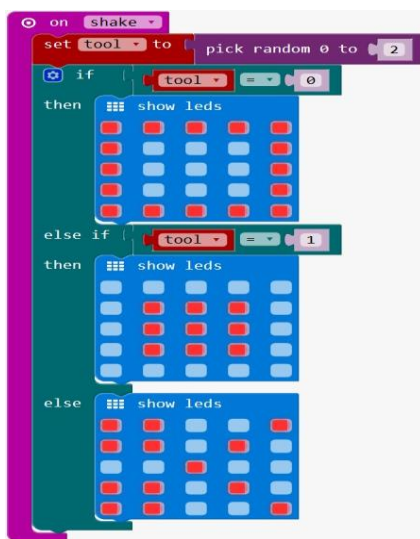 on shake
set tool to pick random 0 to 2
if tool = 0
then show leds
else if tool = 1
then show leds
else show leds